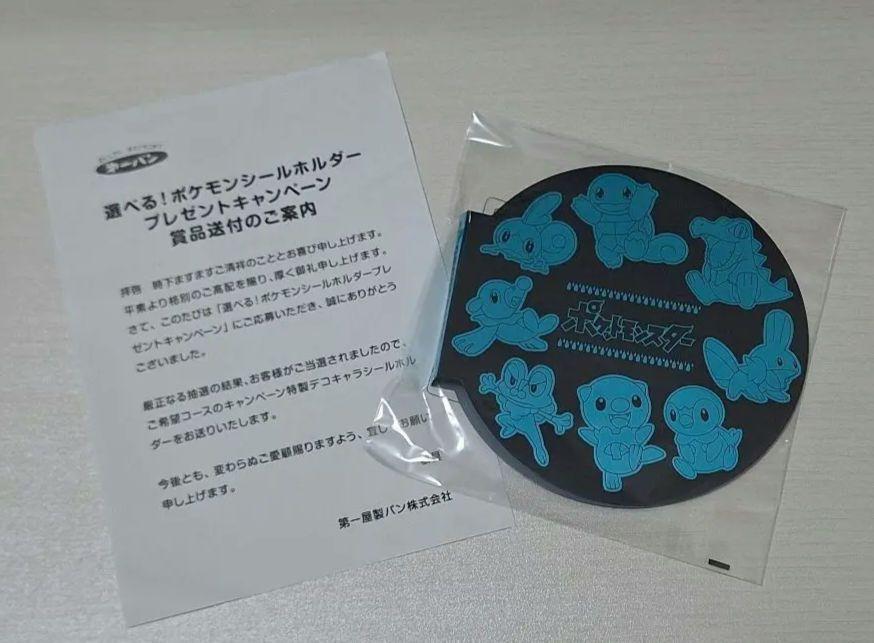 第一パン
選べる！ポケモンシールホルダー
プレゼントキャンペーン
賞品送付のご案内
拝啓　時下ますますご清祥のこととお喜び申し上げます。
平素より格別のご高配を賜り、厚く御礼申し上げます。
さて、このたびは「選べる！ポケモンシールホルダープレ
ゼントキャンペーン」にご応募いただき、誠にありがとう
ございました。
厳正なる抽選の結果、お客様がご当選されましたので、
ご希望コースのキャンペーン特製デコキャラシールホル
ダーをお送りいたします。
今後とも、変わらぬご愛顧賜りますよう、宜し お願い
申し上げます。
第一屋製パン株式会社
ポケットモンスター